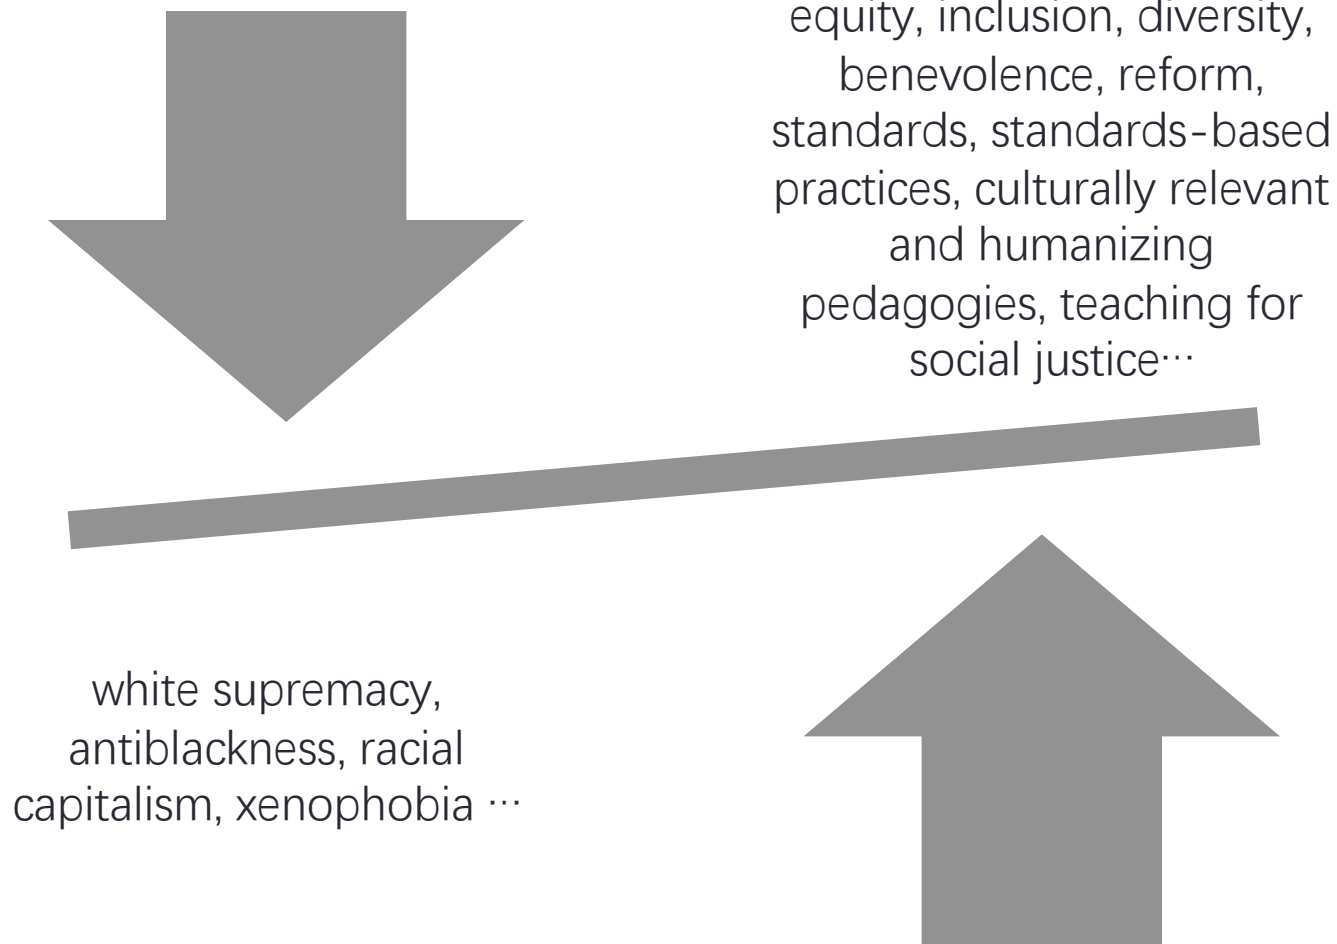 equity, inclusion, diversity,
benevolence, reform,
standards, standards-based
practices, culturally relevant
and humanizing
pedagogies, teaching for
social justice…
white supremacy,
antiblackness, racial
capitalism, xenophobia …